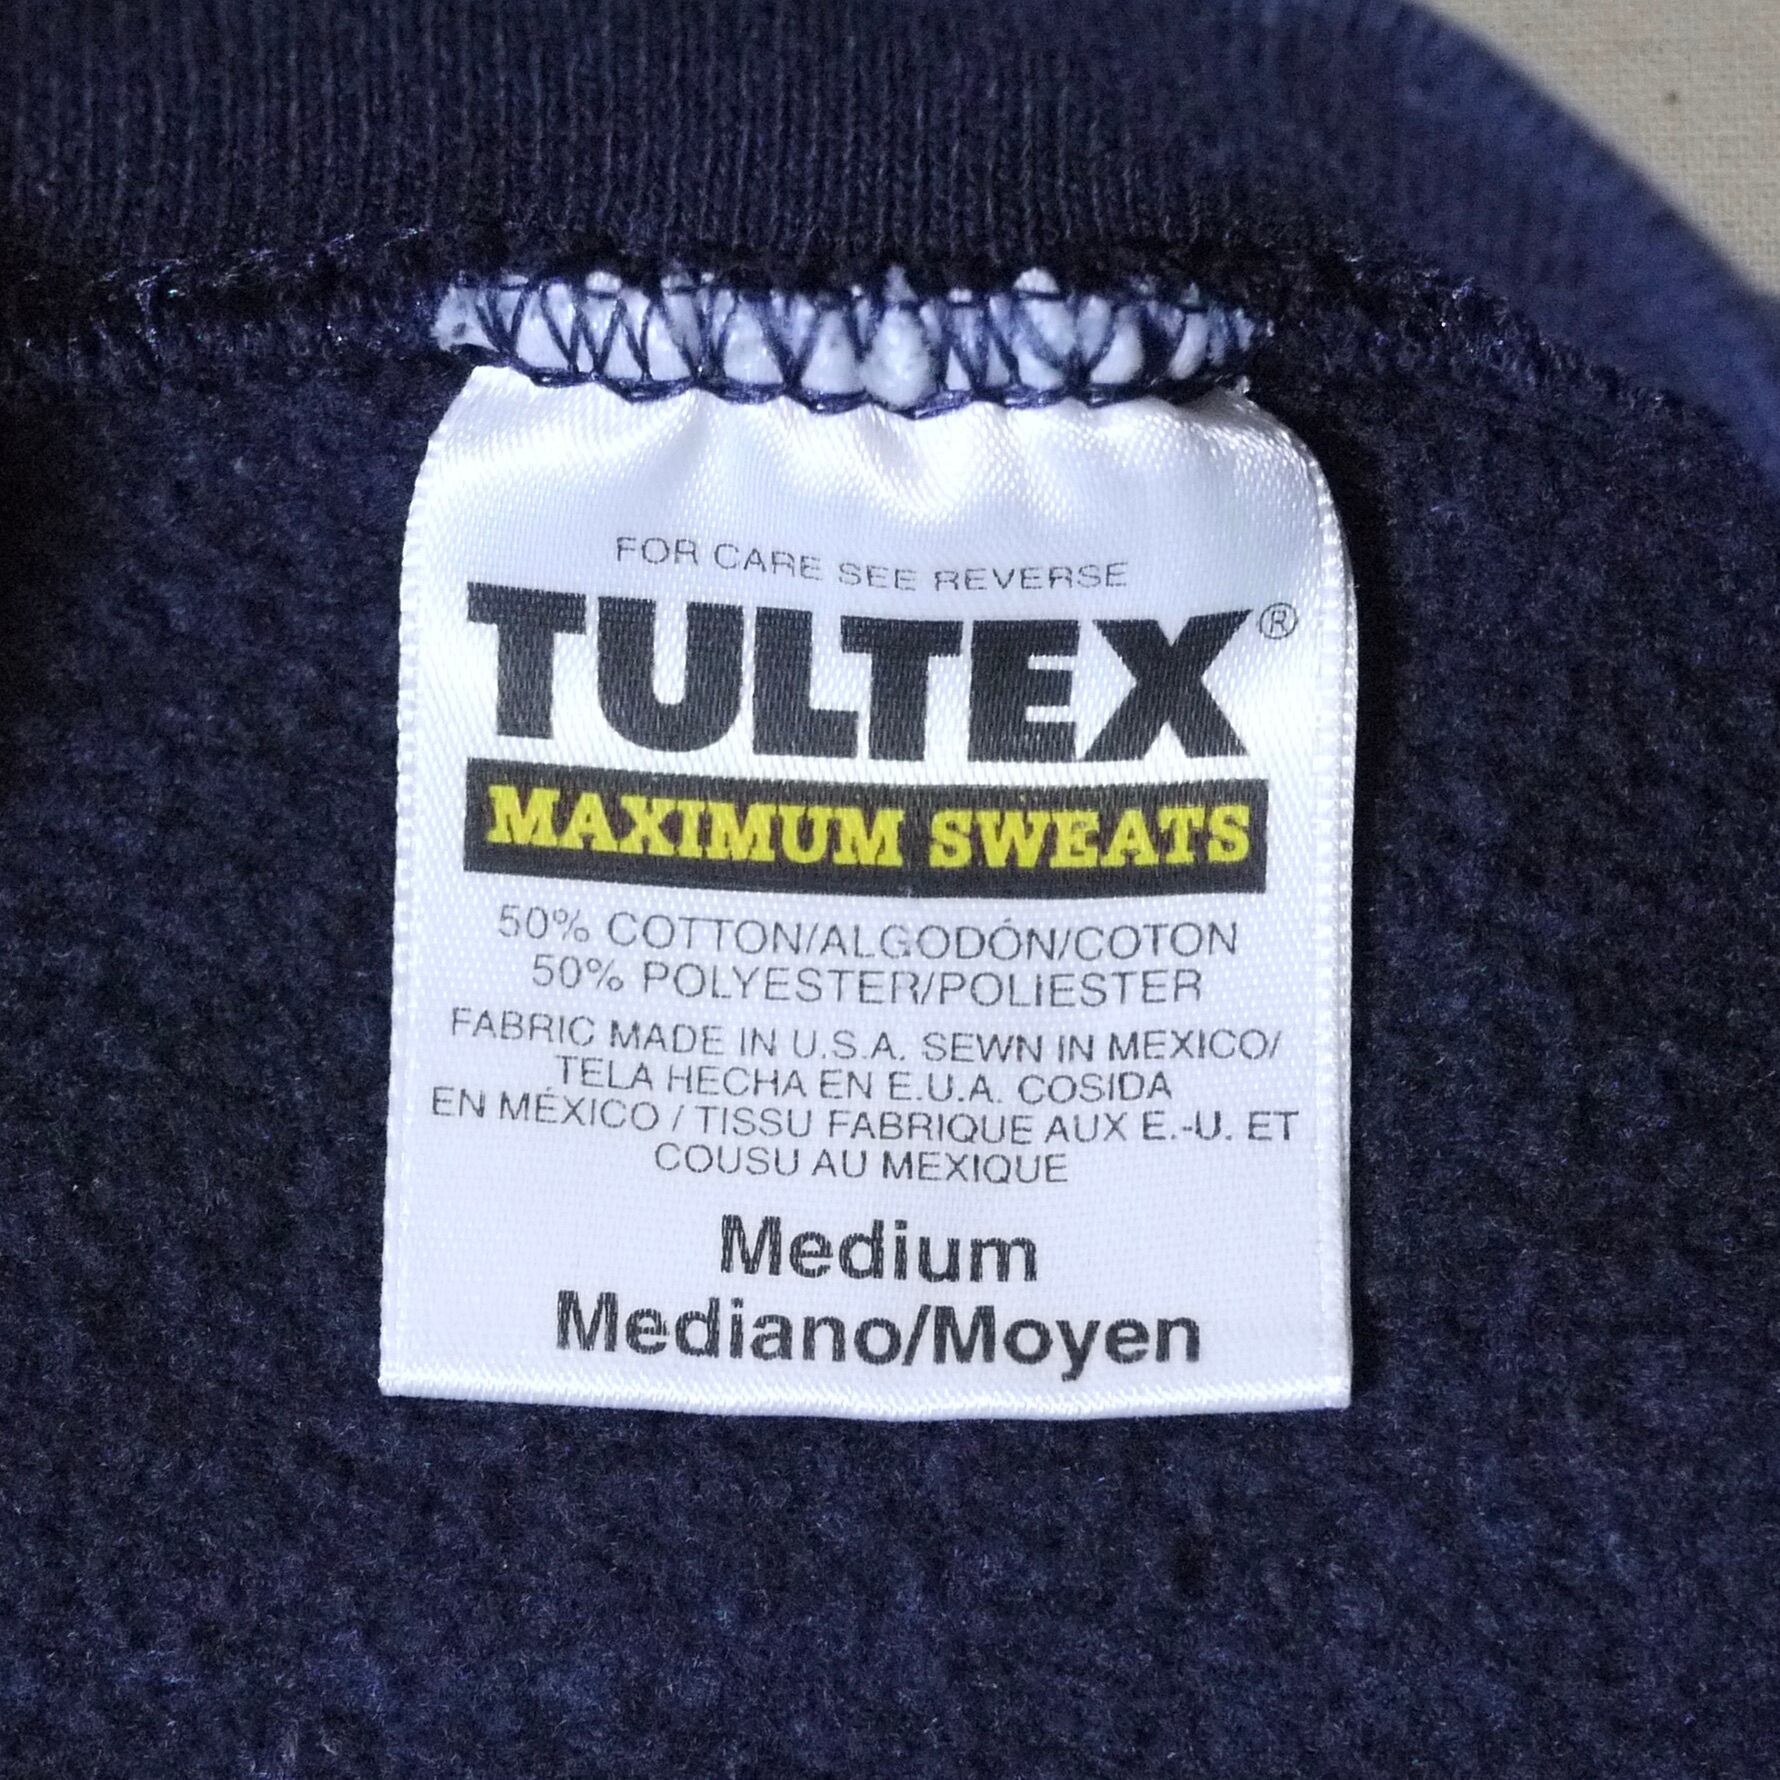 FOR CARE SEE REVERSE
TULTEX®
MAXIMUM SWEATS
50% COTTON/ALGODÓN/COTON
50% POLYESTER/POLIESTER
FABRIC MADE IN U.S.A. SEWN IN MEXICO/
TELA HECHA EN E.U.A. COSIDA
EN MÉXICO / TISSU FABRIQUE AUX E.-U. ET
COUSU AU MEXIQUE
Medium
Mediano/Moyen